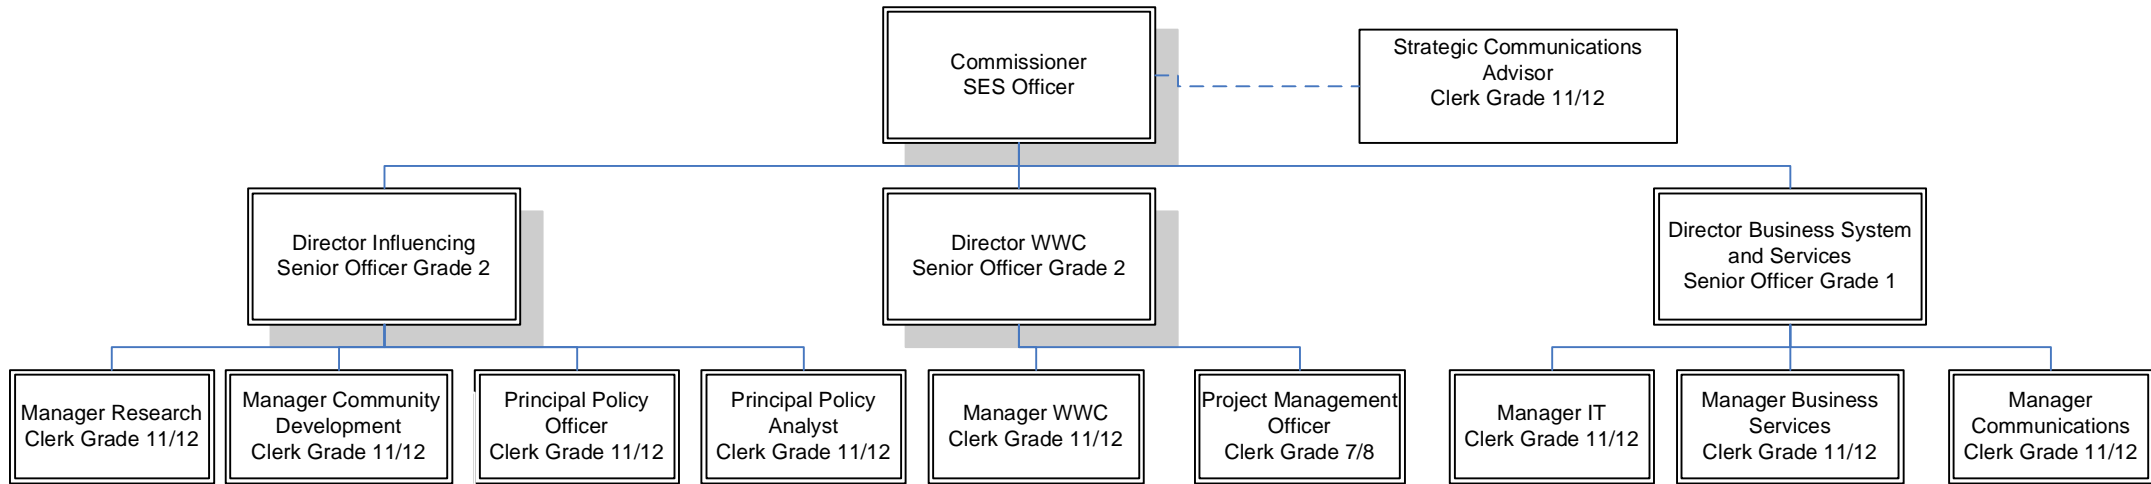 Commissioner
SES Officer
Strategic Communications
Advisor
Clerk Grade 11/12
Director Influencing
Senior Officer Grade 2
Director WWC
Senior Officer Grade 2
Director Business System
and Services
Senior Officer Grade 1
Manager Research
Clerk Grade 11/12
Manager Community
Development
Clerk Grade 11/12
Principal Policy
Officer
Clerk Grade 11/12
Principal Policy
Analyst
Clerk Grade 11/12
Manager WWC
Clerk Grade 11/12
Project Management
Officer
Clerk Grade 7/8
Manager IT
Clerk Grade 11/12
Manager Business
Services
Clerk Grade 11/12
Manager
Communications
Clerk Grade 11/12